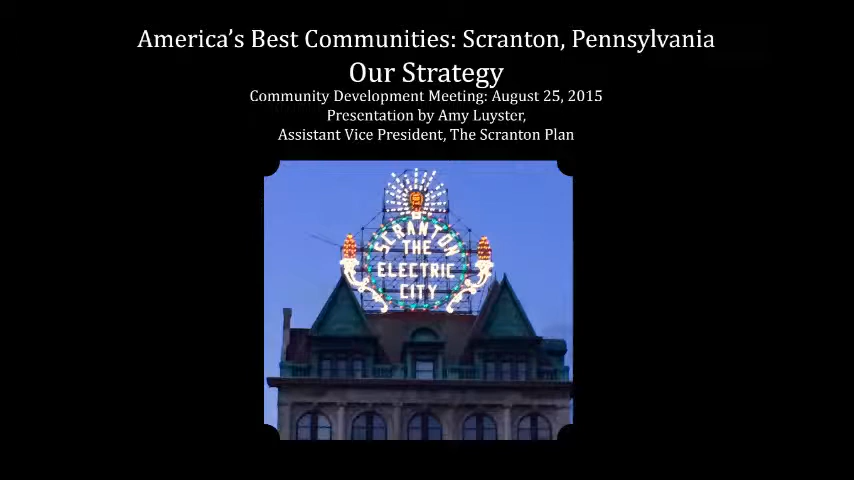 America's Best Communities: Scranton, Pennsylvania
Our Strategy
Community Development Meeting: August 25, 2015
Presentation by Amy Luyster,
Assistant Vice President, The Scranton Plan
SCRANTON
THE
ELECTRIC
CITY